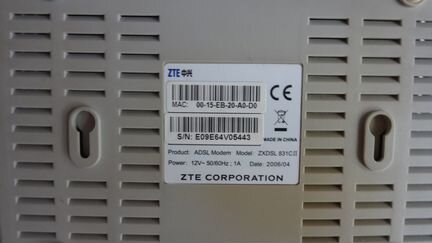 ZTE中兴
MAC: 00-15-EB-20-A0-D0
CE
S/N: E09E64V05443
MADE IN CHINA
Product: ADSL Modem Model: ZXDSL 831CII
Power: 12V~ 50/60Hz ; 1A Date: 2006/04
ZTE CORPORATION